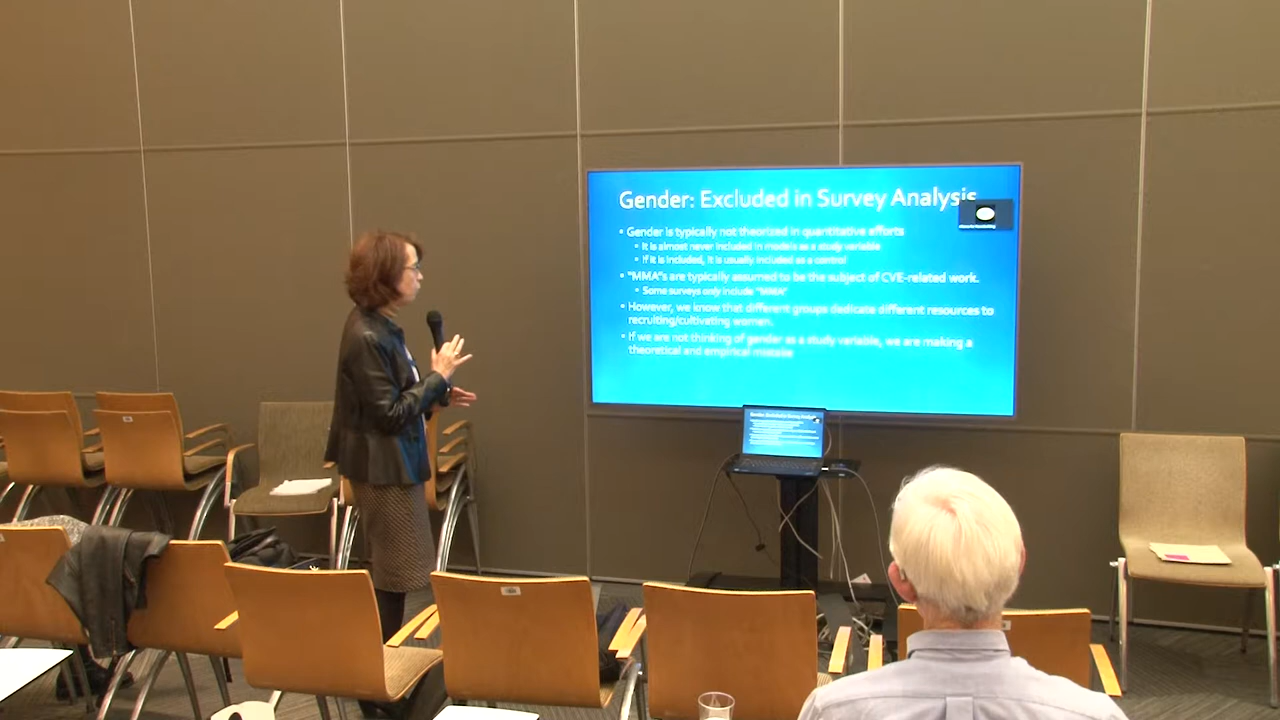 Gender: Excluded in Survey Analysis
Gender is typically not theorized in quantitative efforts
It is almost never included in models as a study variable
If it is included, it is usually included as a control
"MMA"s are typically assumed to be the subject of CVE-related work.
Some surveys only include "MMA"
However, we know that different groups dedicate different resources to
recruiting/cultivating women.
If we are not thinking of gender as a study variable, we are making a
theoretical and empirical mistake